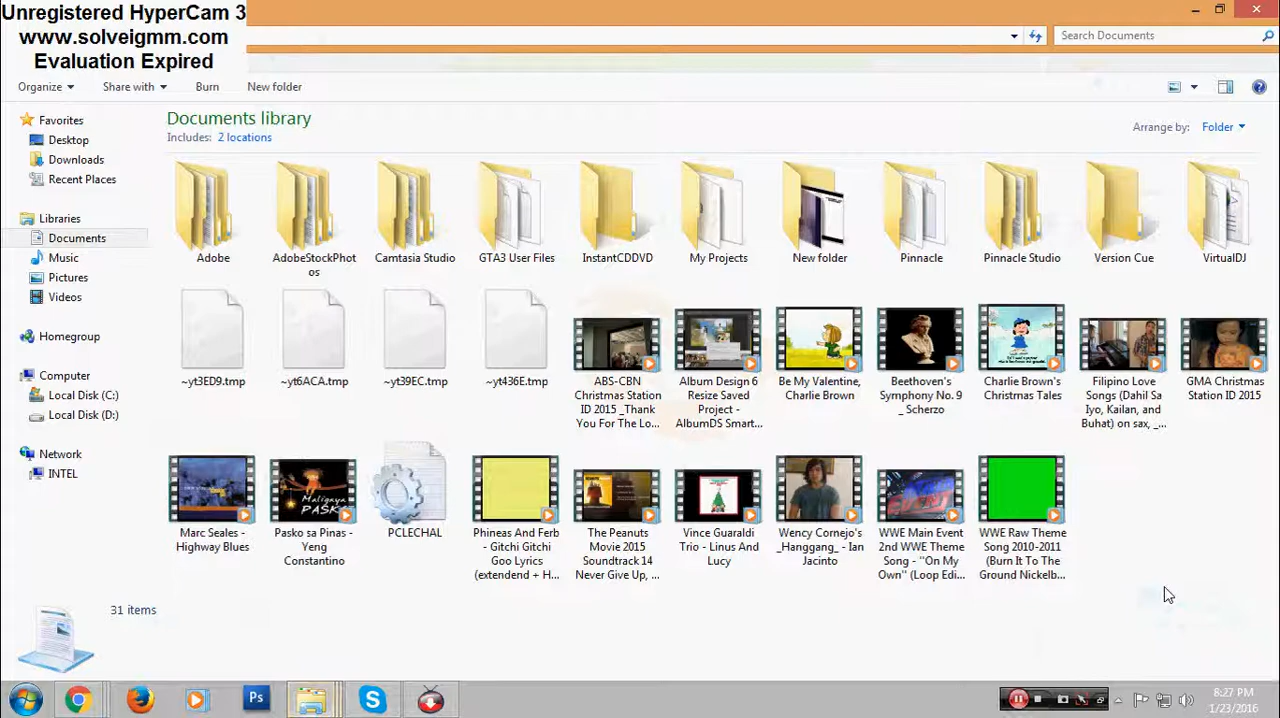 Unregistered HyperCam 3
www.solveigmm.com
Evaluation Expired
Search Documents
Organize Share with Burn New folder
Favorites
Desktop
Downloads
Recent Places
Libraries
Documents
Music
Pictures
Videos
Homegroup
Computer
Local Disk (C:)
Local Disk (D:)
Network
INTEL
Documents library
Includes: 2 locations
Arrange by: Folder
Adobe
AdobeStockPhot
os
Camtasia Studio
GTA3 User Files
InstantCDDVD
My Projects
New folder
Pinnacle
Pinnacle Studio
Version Cue
VirtualDJ
~yt3ED9.tmp
~yt6ACA.tmp
~yt39EC.tmp
~yt436E.tmp
ABS-CBN
Christmas Station
ID 2015 _Thank
You For The Lo...
Album Design 6
Resize Saved
Project -
AlbumDS Smart...
Be My Valentine,
Charlie Brown
Beethoven's
Symphony No. 9
_ Scherzo
Charlie Brown's
Christmas Tales
Filipino Love
Songs (Dahil Sa
Iyo, Kailan, and
Buhat) on sax, _...
GMA Christmas
Station ID 2015
Marc Seales -
Highway Blues
Maligaya
PASKO
Pasko sa Pinas -
Yeng
Constantino
PCLECHAL
Phineas And Ferb
- Gitchi Gitchi
Goo Lyrics
(extendend + H...
The Peanuts
Movie 2015
Soundtrack 14
Never Give Up, ...
Vince Guaraldi
Trio - Linus And
Lucy
Wency Cornejo's
_Hanggang_ - Ian
Jacinto
WWE Main Event
2nd WWE Theme
Song - "On My
Own" (Loop Edi...
WWE Raw Theme
Song 2010-2011
(Burn It To The
Ground Nickelb...
31 items
Ps
8:27 PM
1/23/2016